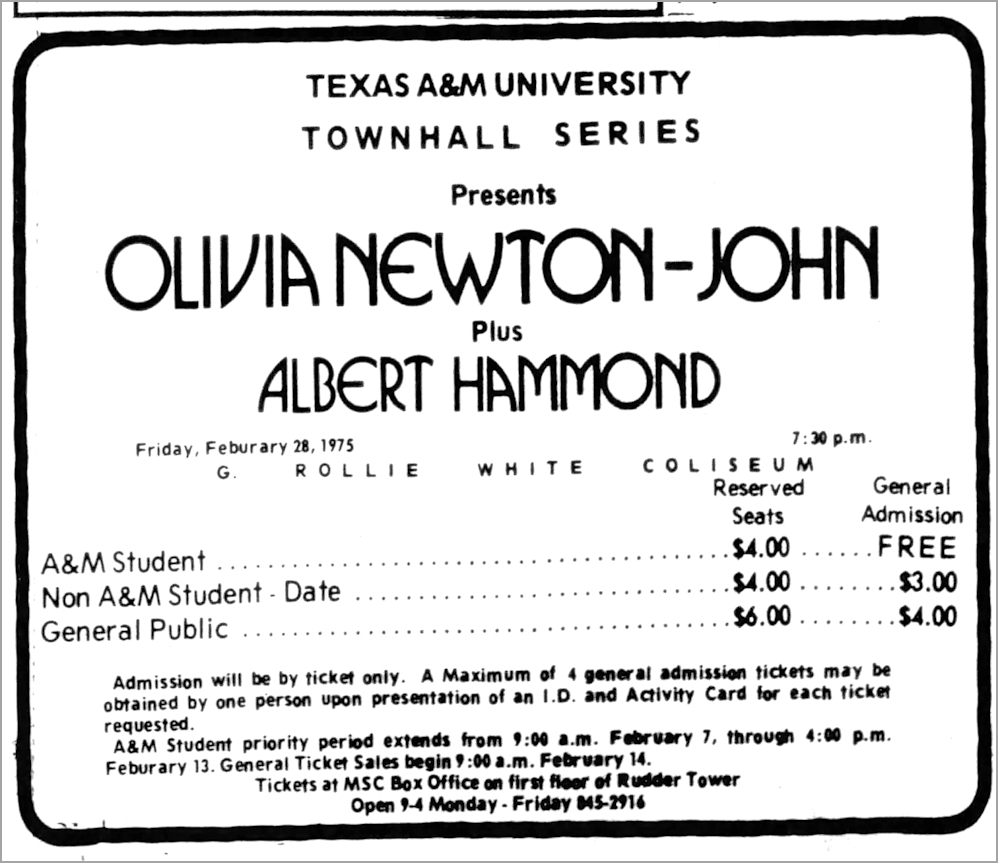 TEXAS A&M UNIVERSITY
TOWNHALL SERIES
Presents
OLIVIA NEWTON-JOHN
Plus
ALBERT HAMMOND
Friday, Feburary 28, 1975 7:30 p.m.
G. ROLLIE WHITE COLISEUM
Reserved General
Seats Admission
A&M Student ........................................ $4.00 ...... FREE
Non A&M Student - Date ............................. $4.00 ........ $3.00
General Public ...................................... $6.00 ........ $4.00
Admission will be by ticket only. A Maximum of 4 general admission tickets may be
obtained by one person upon presentation of an I.D. and Activity Card for each ticket
requested.
A&M Student priority period extends from 9:00 a.m. February 7, through 4:00 p.m.
Feburary 13. General Ticket Sales begin 9:00 a.m. February 14.
Tickets at MSC Box Office on first floor of Rudder Tower
Open 9-4 Monday - Friday 845-2916